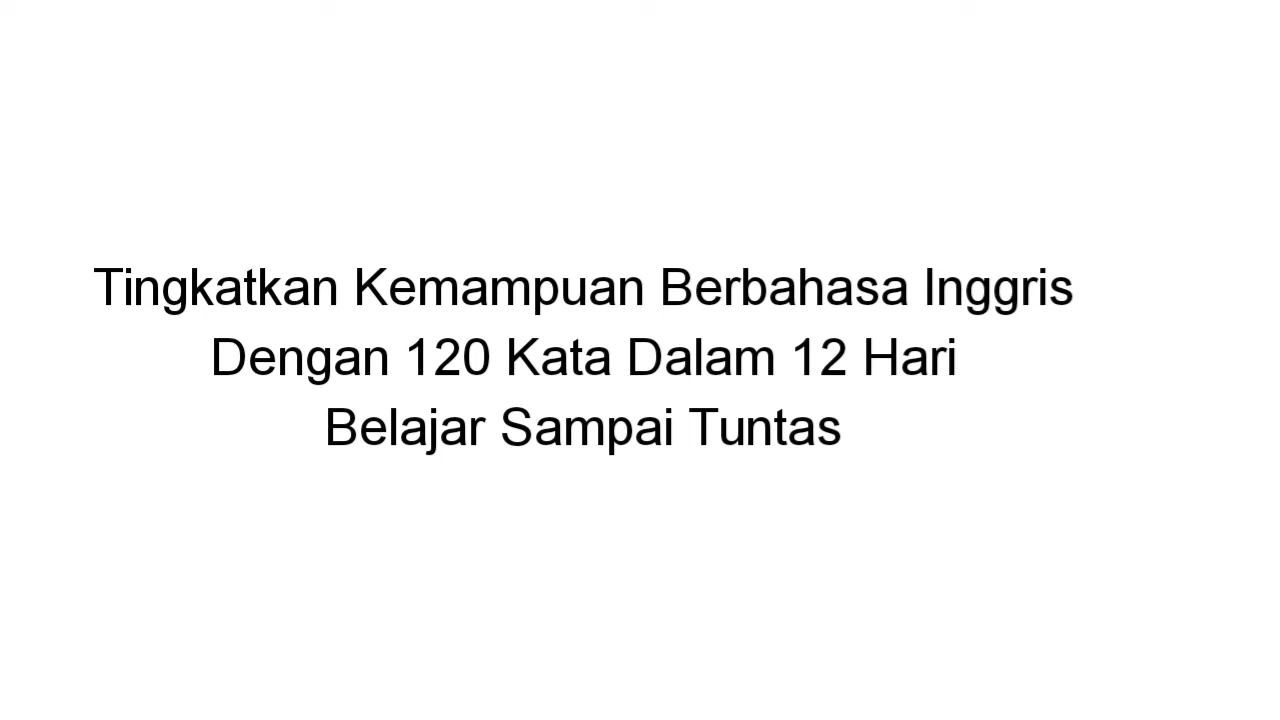 Tingkatkan Kemampuan Berbahasa Inggris
Dengan 120 Kata Dalam 12 Hari
Belajar Sampai Tuntas